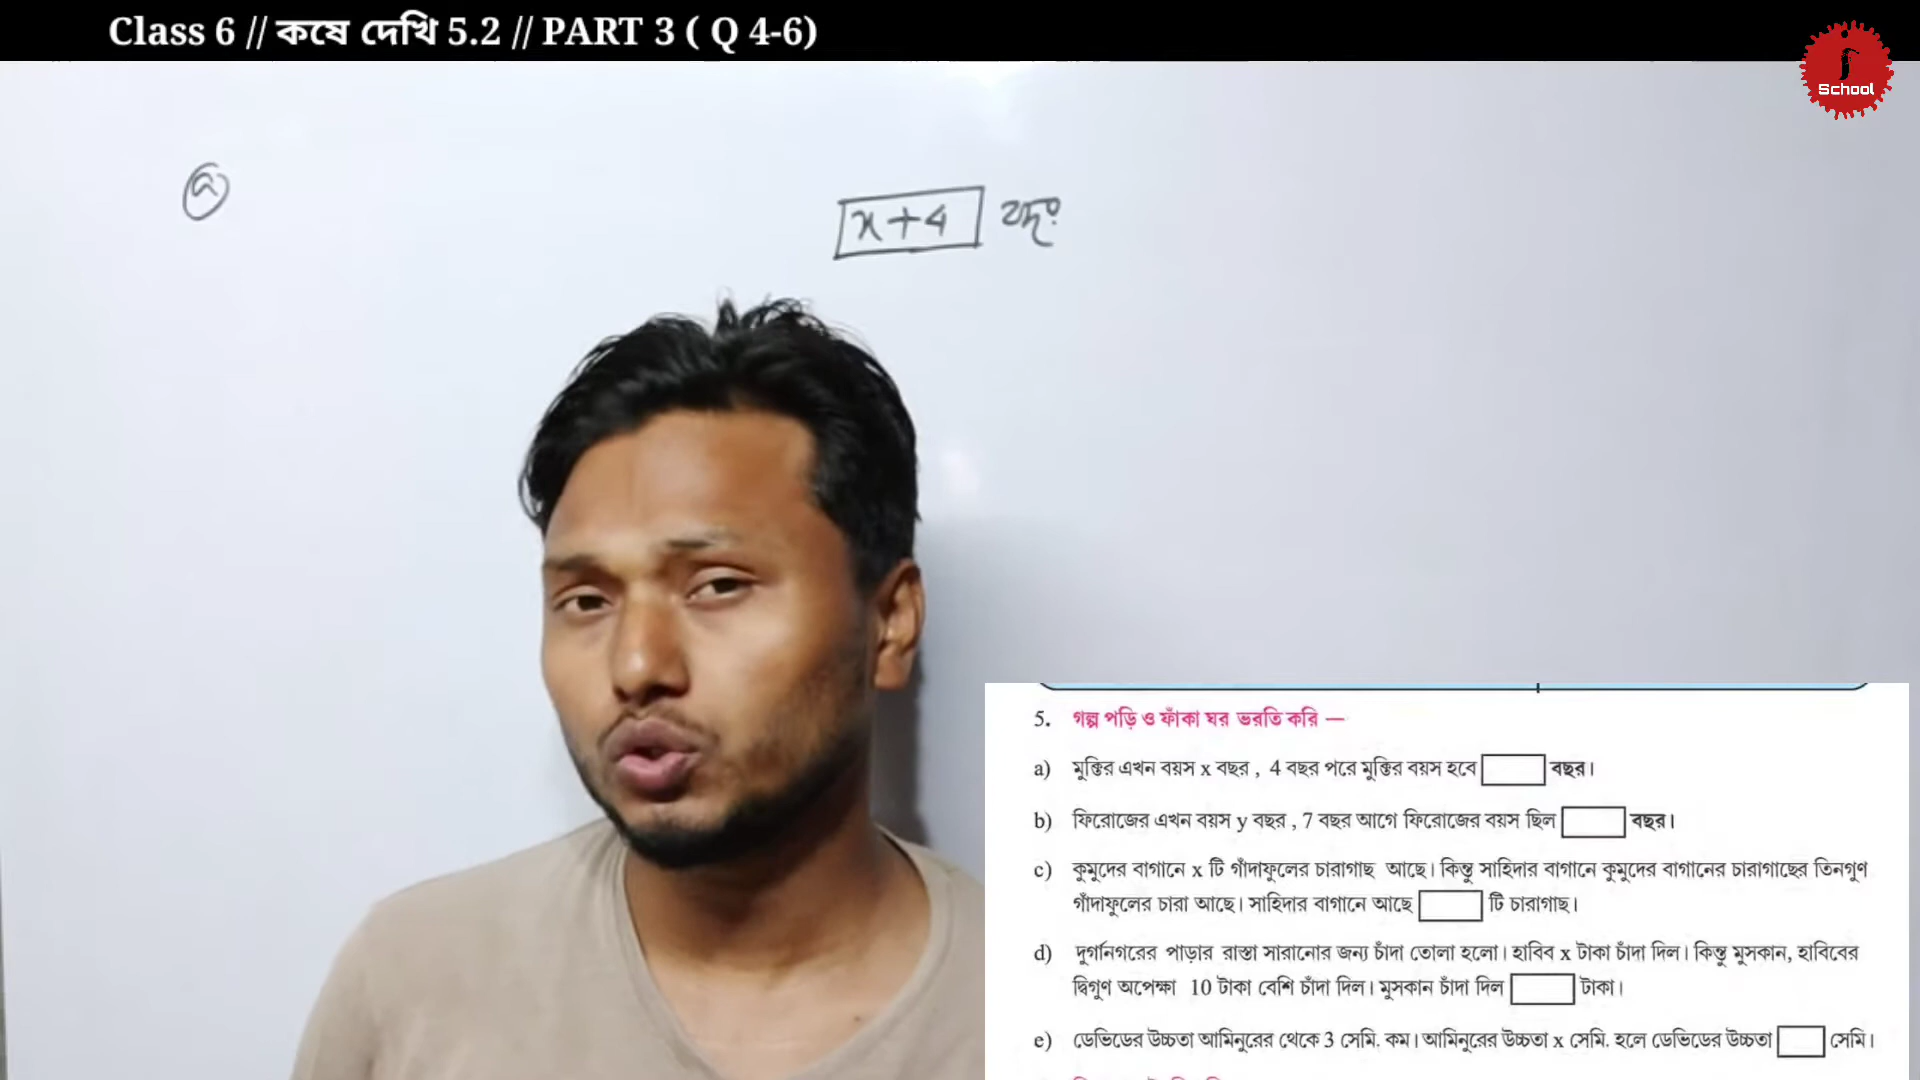 Class 6 // কষে দেখি 5.2 // PART 3 ( Q 4-6)
School
a
x+4
5. গল্প পড়ি ও ফাঁকা ঘর ভরতি করি —
a) মুক্তির এখন বয়স x বছর , 4 বছর পরে মুক্তির বয়স হবে বছর।
b) ফিরোজের এখন বয়স y বছর , 7 বছর আগে ফিরোজের বয়স ছিল বছর।
c) কুমুদের বাগানে x টি গাঁদাফুলের চারাগাছ আছে। কিন্তু সাহিদার বাগানে কুমুদের বাগানের চারাগাছের তিনগুণ
গাঁদাফুলের চারা আছে। সাহিদার বাগানে আছে টি চারাগাছ।
d) দুর্গানগরের পাড়ার রাস্তা সারানোর জন্য চাঁদা তোলা হলো। হাবিব x টাকা চাঁদা দিল। কিন্তু মুসকান, হাবিবের
দ্বিগুণ অপেক্ষা 10 টাকা বেশি চাঁদা দিল। মুসকান চাঁদা দিল টাকা।
e) ডেভিডের উচ্চতা আমিনুরের থেকে 3 সেমি. কম। আমিনুরের উচ্চতা x সেমি. হলে ডেভিডের উচ্চতা সেমি।